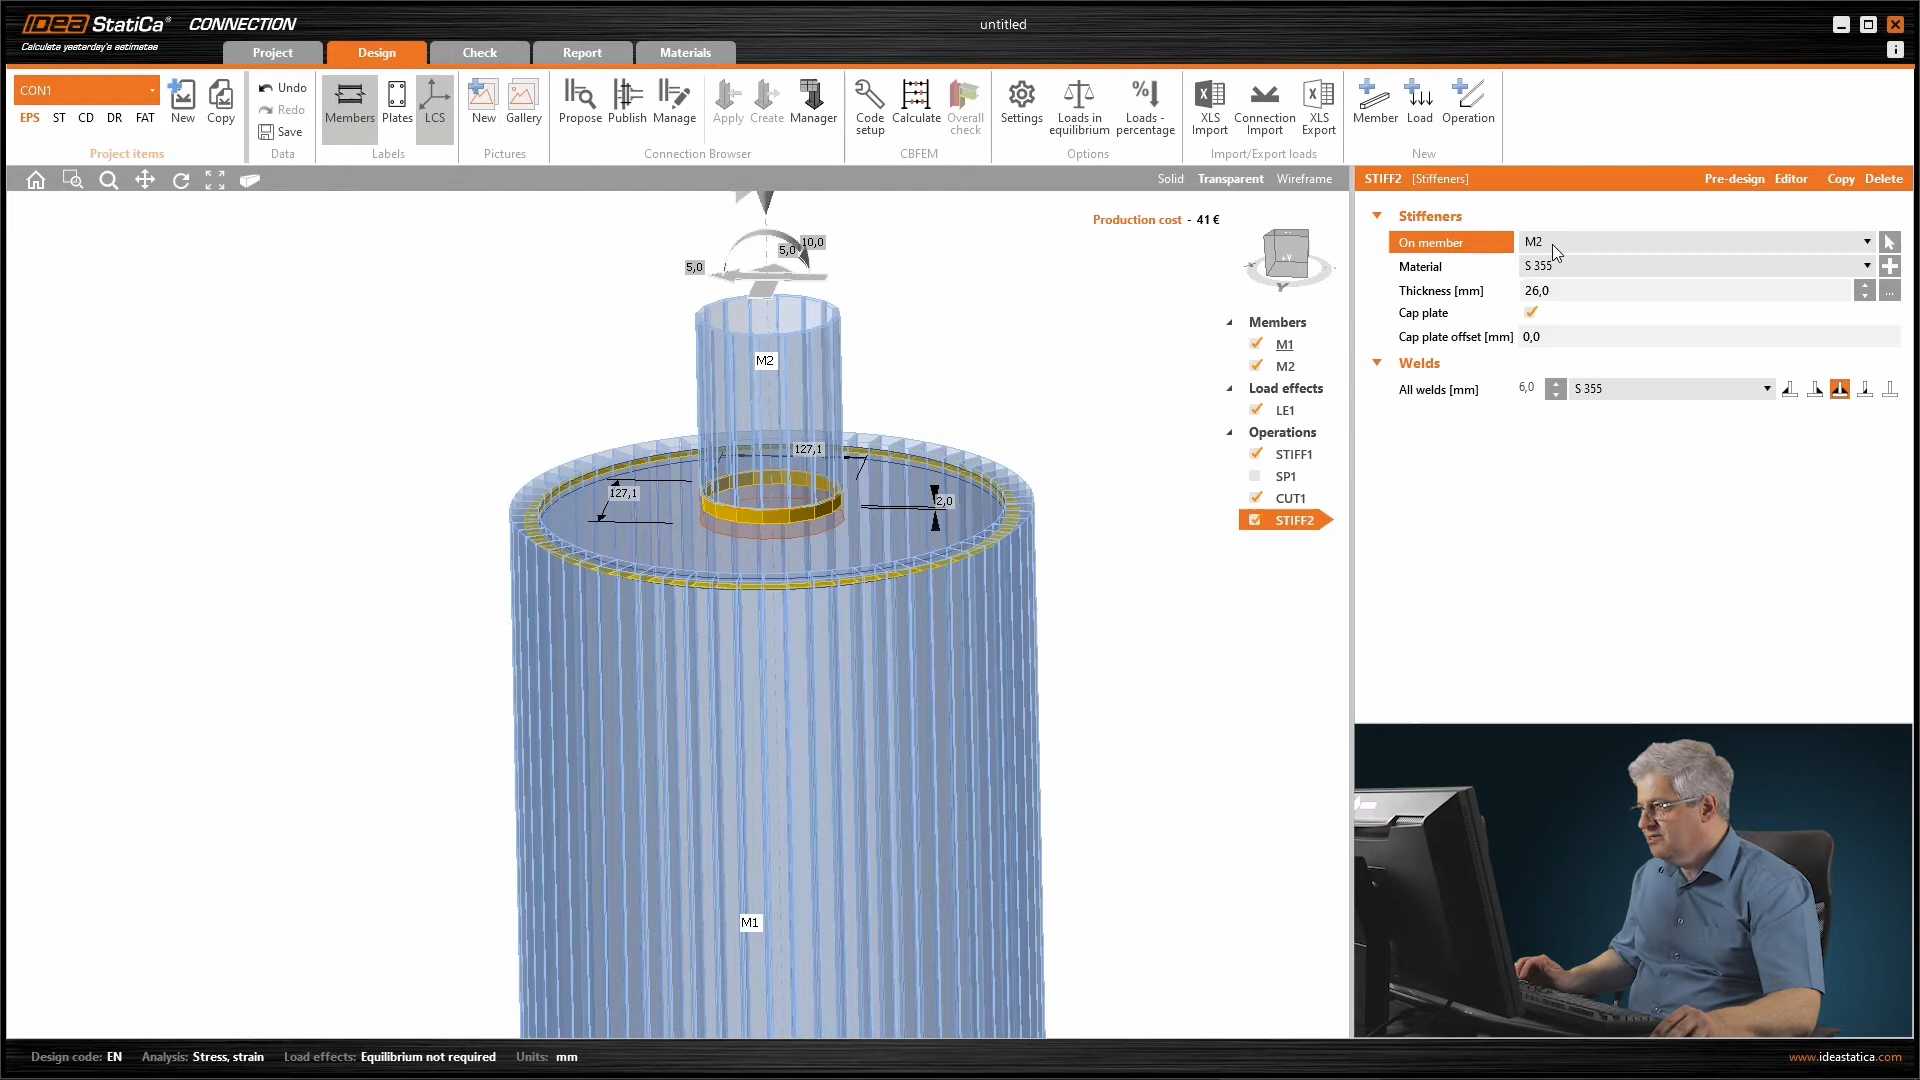 IDEA StatiCa® CONNECTION
Calculate yesterday's estimates
untitled
Project Design Check Report Materials
CON1
EPS ST CD DR FAT
New Copy
Project items
Undo
Redo
Save
Data
Members Plates LCS
Labels
New Gallery
Pictures
Propose Publish Manage Apply Create Manager
Connection Browser
Code setup Calculate Overall check
CBFEM
Settings Loads in equilibrium Loads - percentage
Options
XLS Import Connection Import XLS Export
Import/Export loads
Member Load Operation
New
Solid Transparent Wireframe
Production cost - 41 €
5,0
5,0
10,0
M2
127,1
127,1
2,0
M1
+Y
Members
M1
M2
Load effects
LE1
Operations
STIFF1
SP1
CUT1
STIFF2
STIFF2 [Stiffeners] Pre-design Editor Copy Delete
Stiffeners
On member M2
Material S 355
Thickness [mm] 26,0
Cap plate
Cap plate offset [mm] 0,0
Welds
All welds [mm] 6,0 S 355
Design code: EN Analysis: Stress, strain Load effects: Equilibrium not required Units: mm
www.ideastatica.com